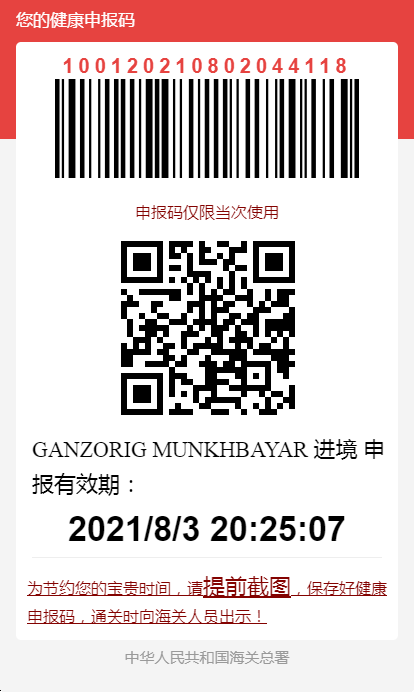 您的健康申报码
100120210802044118
申报码仅限当次使用
GANZORIG MUNKHBAYAR 进境 申
报有效期：
2021/8/3 20:25:07
为节约您的宝贵时间，请提前截图，保存好健康
申报码，通关时向海关人员出示！
中华人民共和国海关总署